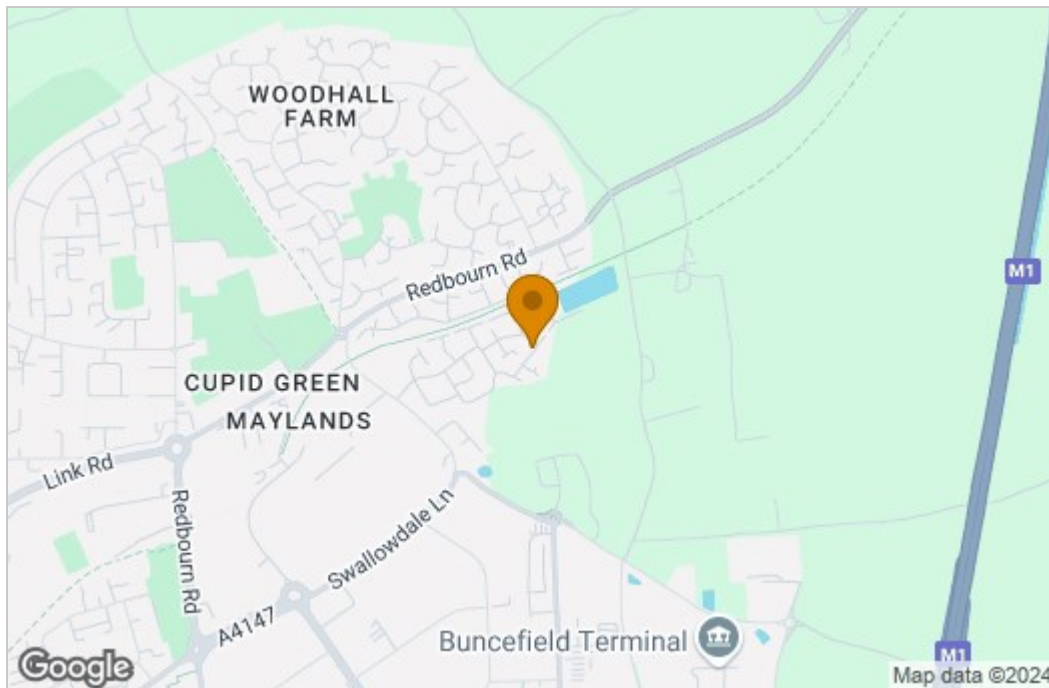 WOODHALL
FARM
Redbourn Rd
M1
CUPID GREEN
MAYLANDS
Link Rd
Redbourn Rd
Swallowdale Ln
A4147
Buncefield Terminal
M1
Google
Map data ©2024